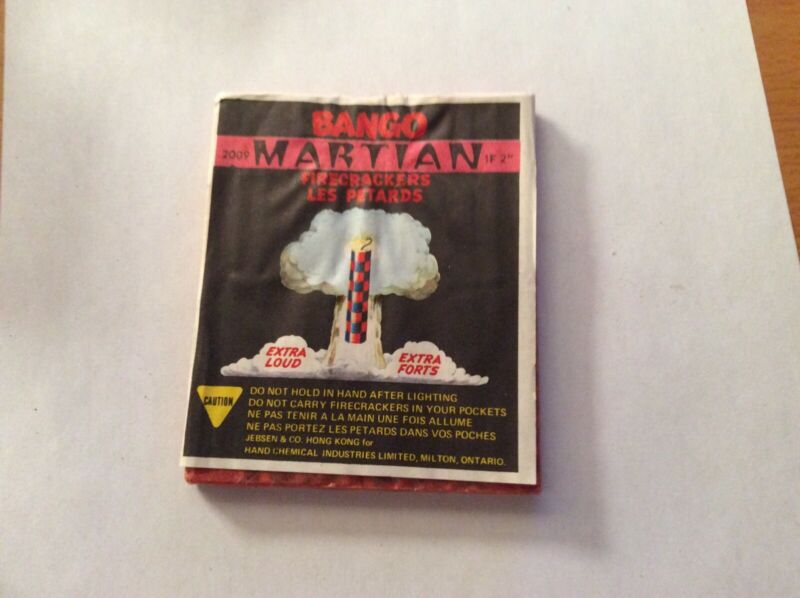 BANGO
2009 MARTIAN 1F 2"
FIRECRACKERS
LES PETARDS
EXTRA
LOUD
EXTRA
FORTS
CAUTION
DO NOT HOLD IN HAND AFTER LIGHTING
DO NOT CARRY FIRECRACKERS IN YOUR POCKETS
NE PAS TENIR A LA MAIN UNE FOIS ALLUME
NE PAS PORTEZ LES PETARDS DANS VOS POCHES
JEBSEN & CO. HONG KONG for
HAND CHEMICAL INDUSTRIES LIMITED, MILTON, ONTARIO.